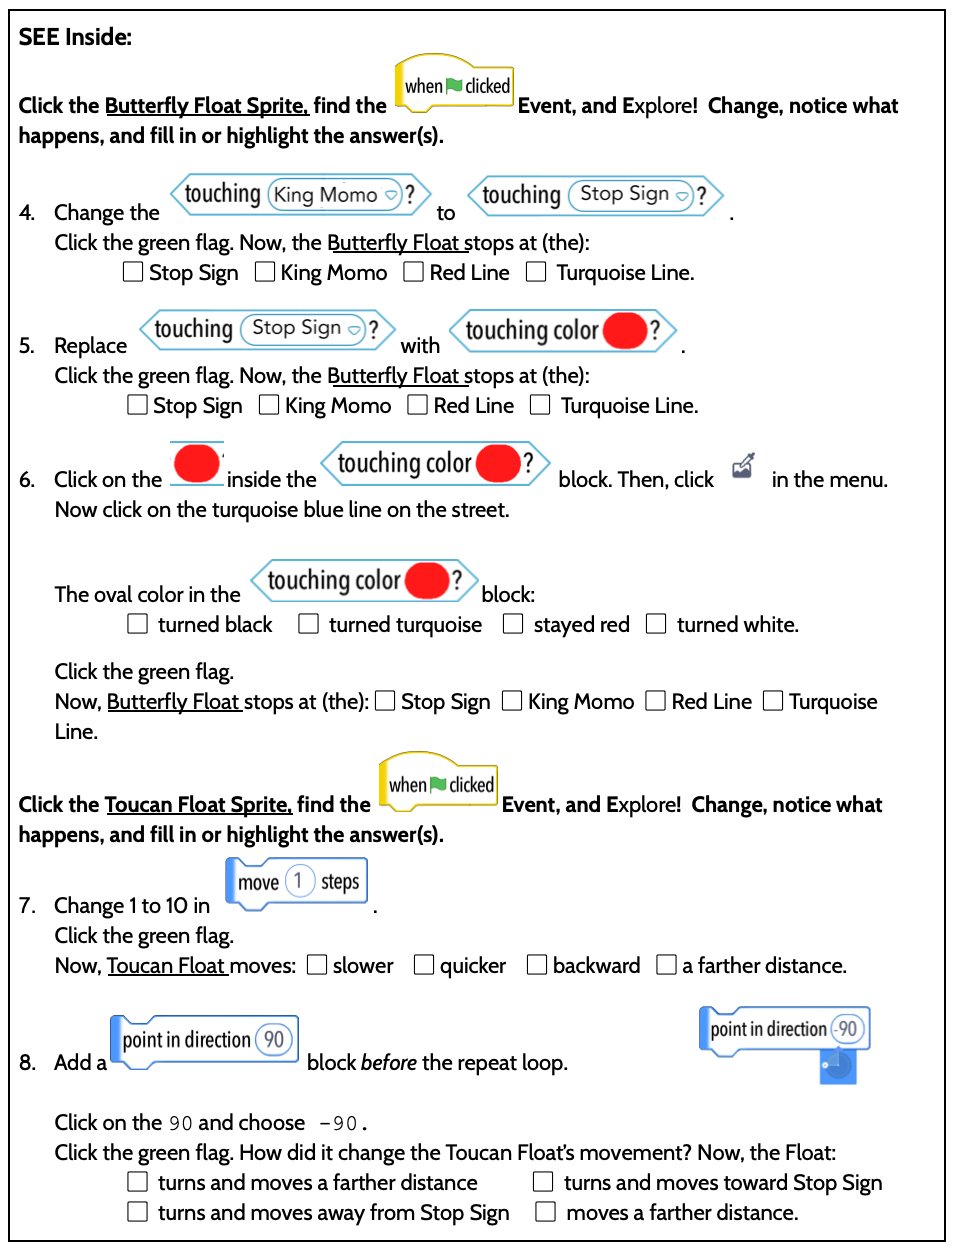 SEE Inside:
Click the Butterfly Float Sprite, find the when clicked Event, and Explore! Change, notice what
happens, and fill in or highlight the answer(s).
4. Change the touching King Momo ? to touching Stop Sign ? .
Click the green flag. Now, the Butterfly Float stops at (the):
Stop Sign King Momo Red Line Turquoise Line.
5. Replace touching Stop Sign ? with touching color ? .
Click the green flag. Now, the Butterfly Float stops at (the):
Stop Sign King Momo Red Line Turquoise Line.
6. Click on the inside the touching color ? block. Then, click in the menu.
Now click on the turquoise blue line on the street.
The oval color in the touching color ? block:
turned black turned turquoise stayed red turned white.
Click the green flag.
Now, Butterfly Float stops at (the): Stop Sign King Momo Red Line Turquoise
Line.
Click the Toucan Float Sprite, find the when clicked Event, and Explore! Change, notice what
happens, and fill in or highlight the answer(s).
7. Change 1 to 10 in move 1 steps .
Click the green flag.
Now, Toucan Float moves: slower quicker backward a farther distance.
8. Add a point in direction 90 block before the repeat loop. point in direction -90
Click on the 90 and choose -90.
Click the green flag. How did it change the Toucan Float's movement? Now, the Float:
turns and moves a farther distance turns and moves toward Stop Sign
turns and moves away from Stop Sign moves a farther distance.